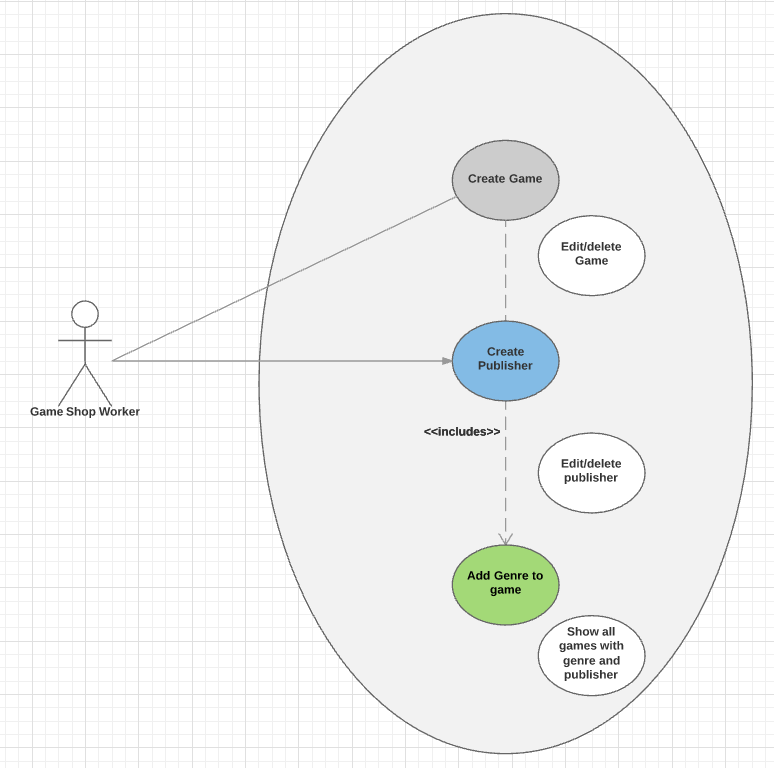 Create Game
Edit/delete
Game
Create
Publisher
Game Shop Worker
<<includes>>
Edit/delete
publisher
Add Genre to
game
Show all
games with
genre and
publisher